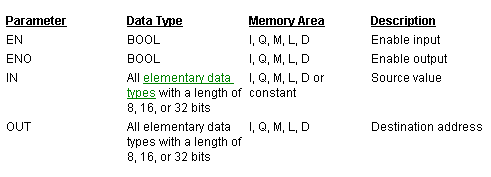 Parameter Data Type Memory Area Description
EN BOOL I, Q, M, L, D Enable input
ENO BOOL I, Q, M, L, D Enable output
IN All elementary data I, Q, M, L, D or Source value
types with a length of constant
8, 16, or 32 bits
OUT All elementary data I, Q, M, L, D Destination address
types with a length of
8, 16, or 32 bits